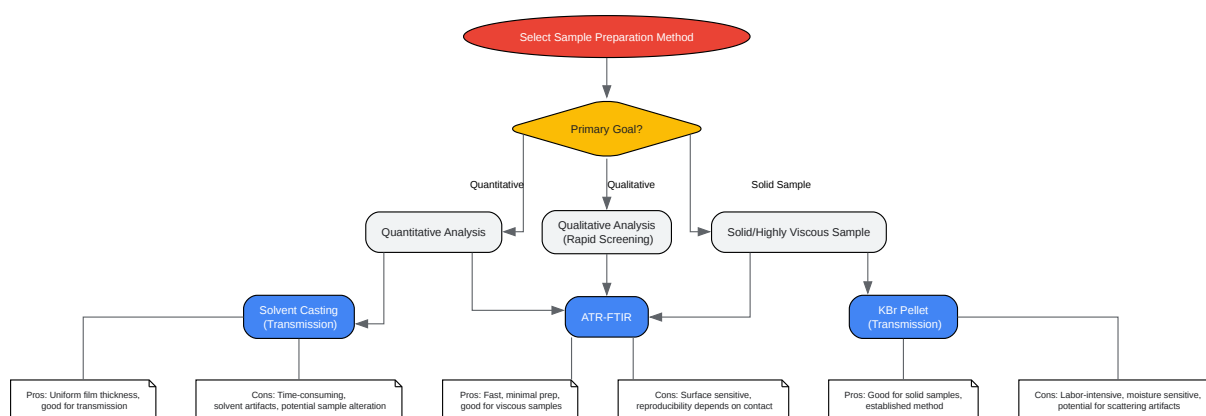 Select Sample Preparation Method
Primary Goal?
Quantitative
Qualitative
Solid Sample
Quantitative Analysis
Qualitative Analysis
(Rapid Screening)
Solid/Highly Viscous Sample
Solvent Casting
(Transmission)
ATR-FTIR
KBr Pellet
(Transmission)
Pros: Uniform film thickness,
good for transmission
Cons: Time-consuming,
solvent artifacts, potential sample alteration
Pros: Fast, minimal prep,
good for viscous samples
Cons: Surface sensitive,
reproducibility depends on contact
Pros: Good for solid samples,
established method
Cons: Labor-intensive, moisture sensitive,
potential for scattering artifacts